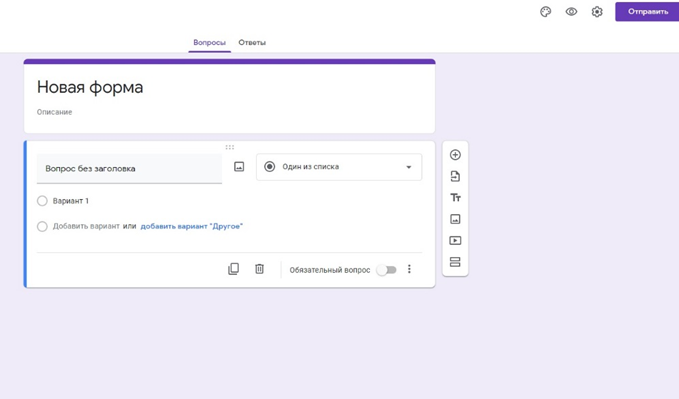 Отправить
Вопросы Ответы
Новая форма
Описание
Вопрос без заголовка
Один из списка
Вариант 1
Добавить вариант или добавить вариант "Другое"
Обязательный вопрос
Тт